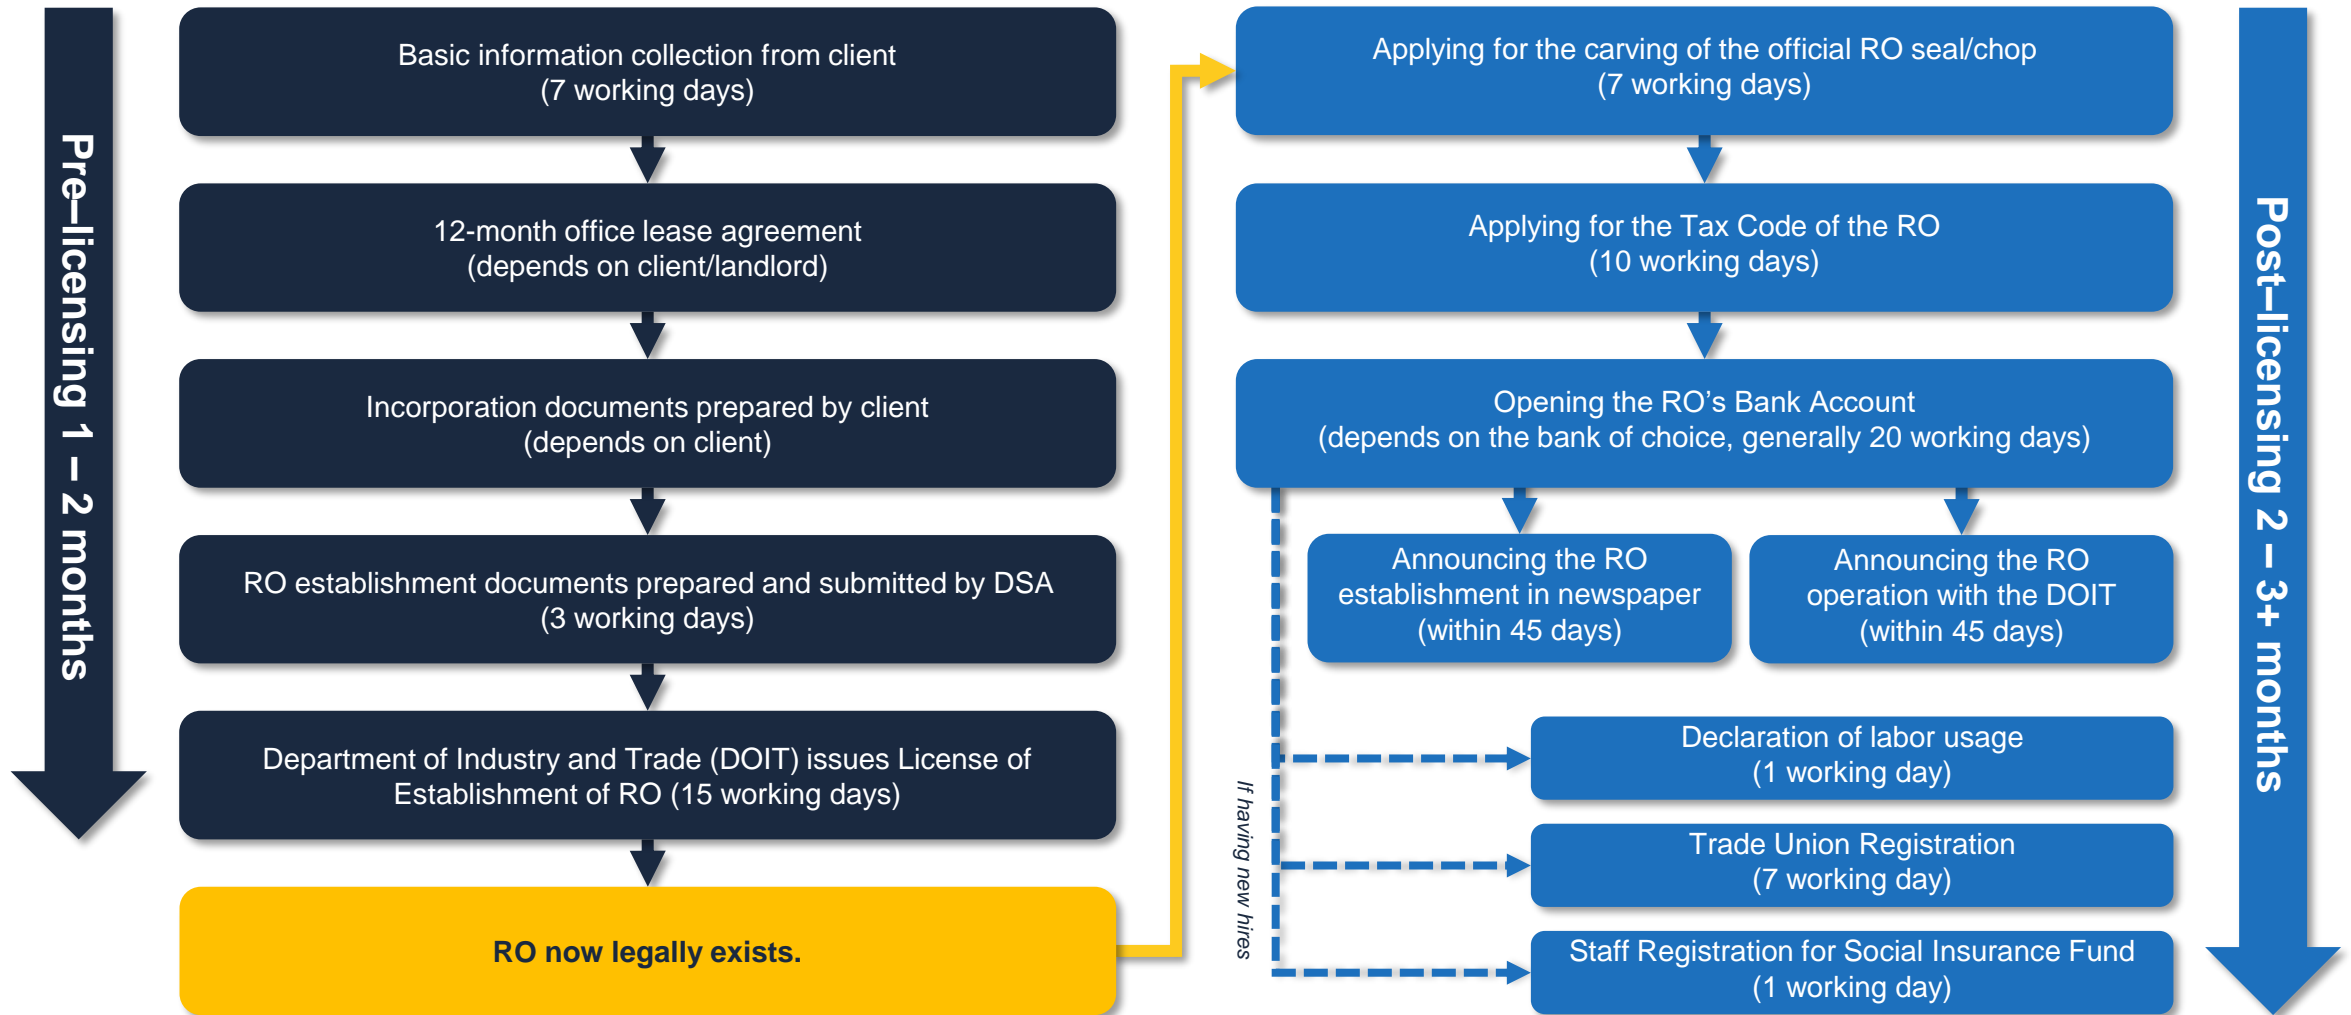 Pre–licensing 1 – 2 months
Basic information collection from client
(7 working days)
12-month office lease agreement
(depends on client/landlord)
Incorporation documents prepared by client
(depends on client)
RO establishment documents prepared and submitted by DSA
(3 working days)
Department of Industry and Trade (DOIT) issues License of
Establishment of RO (15 working days)
RO now legally exists.
Applying for the carving of the official RO seal/chop
(7 working days)
Applying for the Tax Code of the RO
(10 working days)
Opening the RO’s Bank Account
(depends on the bank of choice, generally 20 working days)
Announcing the RO
establishment in newspaper
(within 45 days)
Announcing the RO
operation with the DOIT
(within 45 days)
If having new hires
Declaration of labor usage
(1 working day)
Trade Union Registration
(7 working day)
Staff Registration for Social Insurance Fund
(1 working day)
Post–licensing 2 – 3+ months